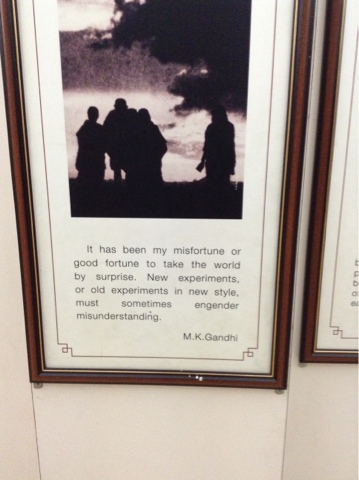 It has been my misfortune or
good fortune to take the world
by surprise. New experiments,
or old experiments in new style,
must sometimes engender
misunderstanding.
M.K.Gandhi